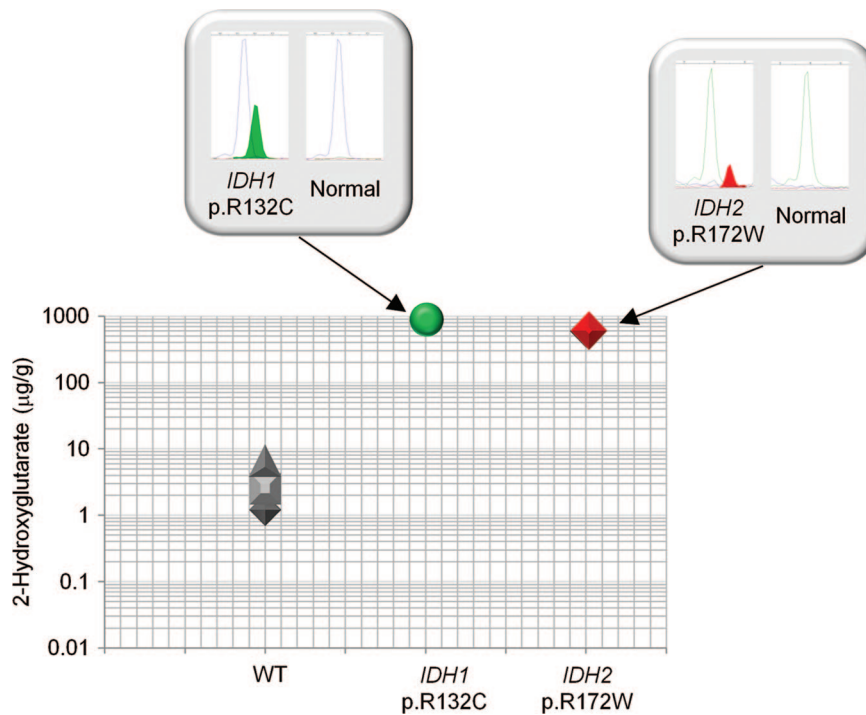 IDH1
p.R132C
Normal
IDH2
p.R172W
Normal
2-Hydroxyglutarate (µg/g)
1000
100
10
1
0.1
0.01
WT
IDH1
p.R132C
IDH2
p.R172W